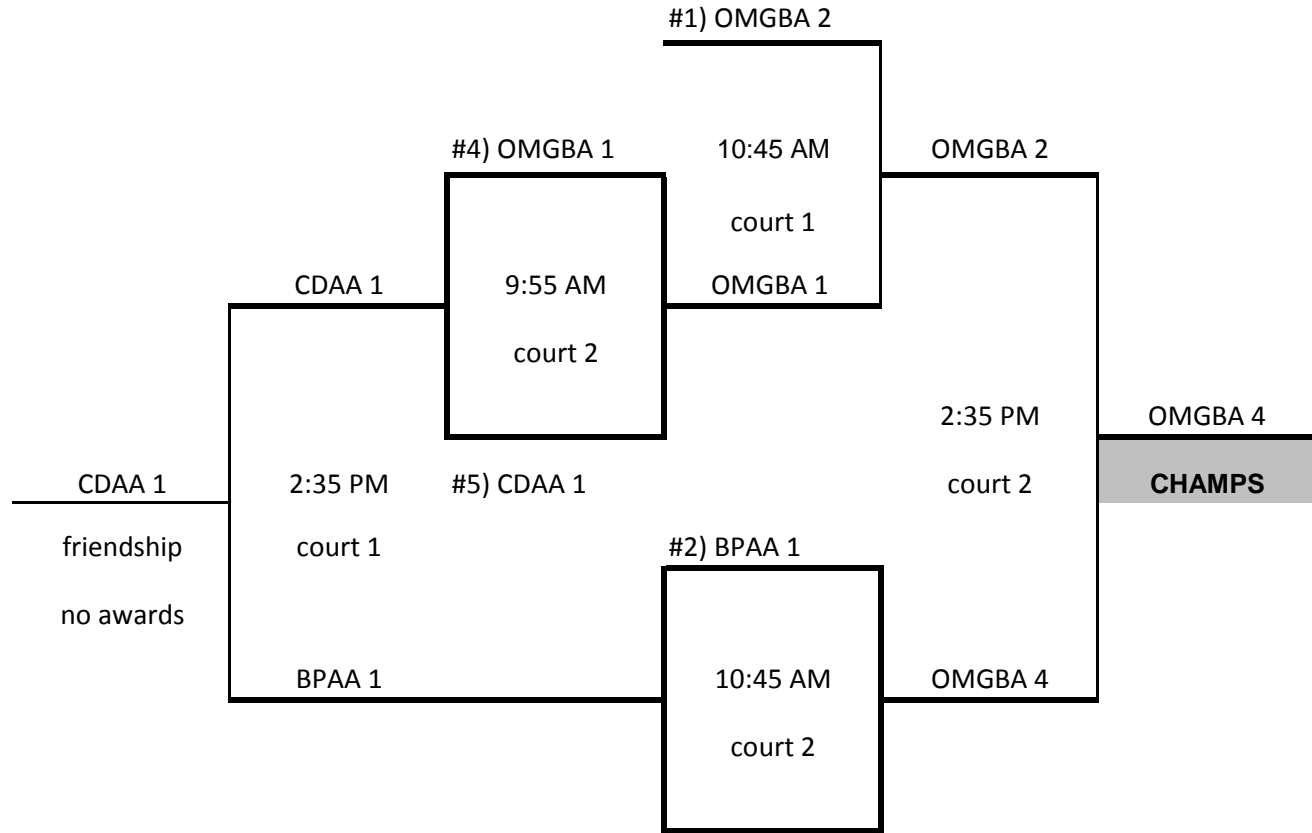 #1) OMGBA 2
#4) OMGBA 1 10:45 AM OMGBA 2
court 1
CDAA 1 9:55 AM OMGBA 1
court 2
2:35 PM OMGBA 4
CDAA 1 2:35 PM #5) CDAA 1 court 2 CHAMPS
friendship court 1 #2) BPAA 1
no awards
BPAA 1 10:45 AM OMGBA 4
court 2